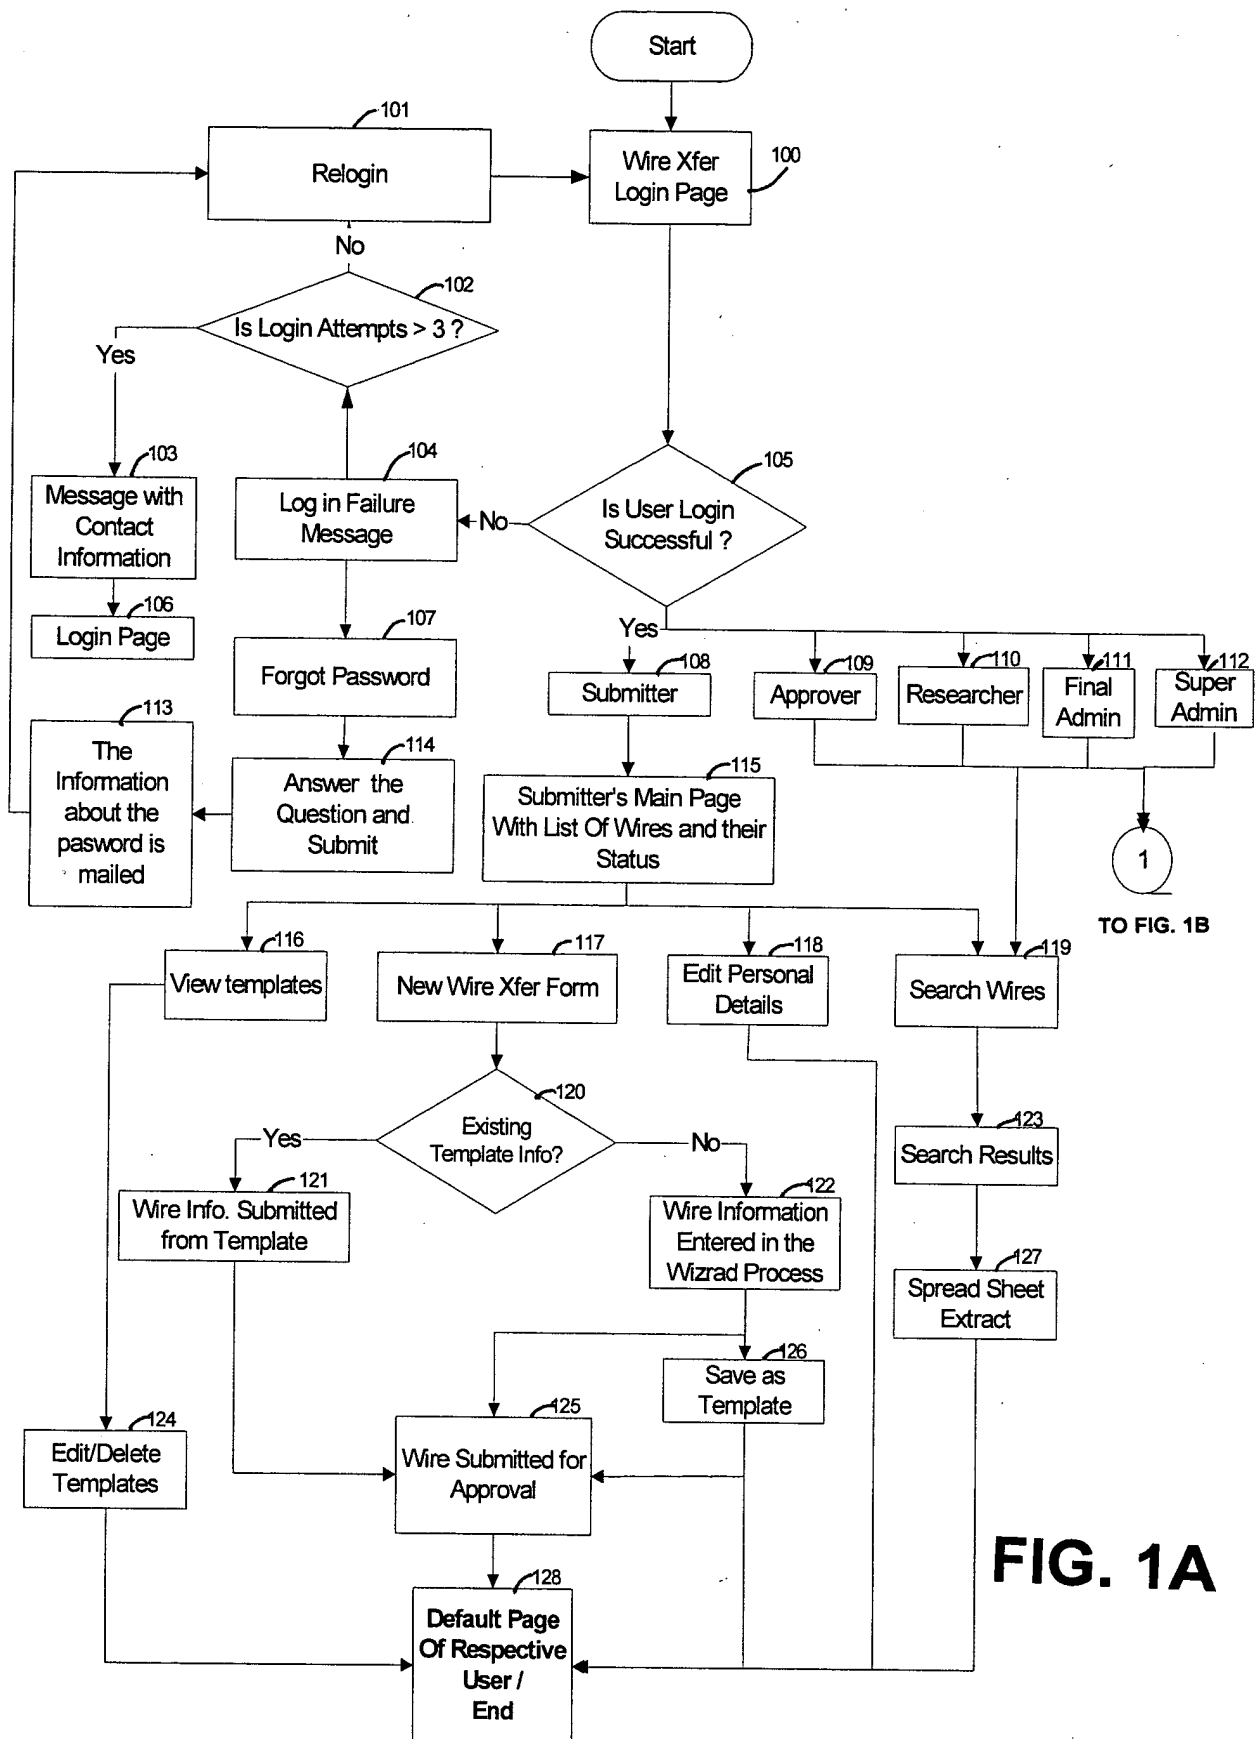 Start
101
Relogin
Wire Xfer
Login Page
100
No
102
Is Login Attempts > 3 ?
Yes
103
Message with
Contact
Information
104
Log in Failure
Message
No
105
Is User Login
Successful ?
106
Login Page
107
Forgot Password
Yes
108
Submitter
109
Approver
110
Researcher
111
Final
Admin
112
Super
Admin
113
The
Information
about the
pasword is
mailed
114
Answer the
Question and
Submit
115
Submitter's Main Page
With List Of Wires and their
Status
1
TO FIG. 1B
116
View templates
117
New Wire Xfer Form
118
Edit Personal
Details
119
Search Wires
120
Existing
Template Info?
Yes
No
121
Wire Info. Submitted
from Template
122
Wire Information
Entered in the
Wizrad Process
123
Search Results
127
Spread Sheet
Extract
126
Save as
Template
124
Edit/Delete
Templates
125
Wire Submitted for
Approval
128
Default Page
Of Respective
User /
End
FIG. 1A